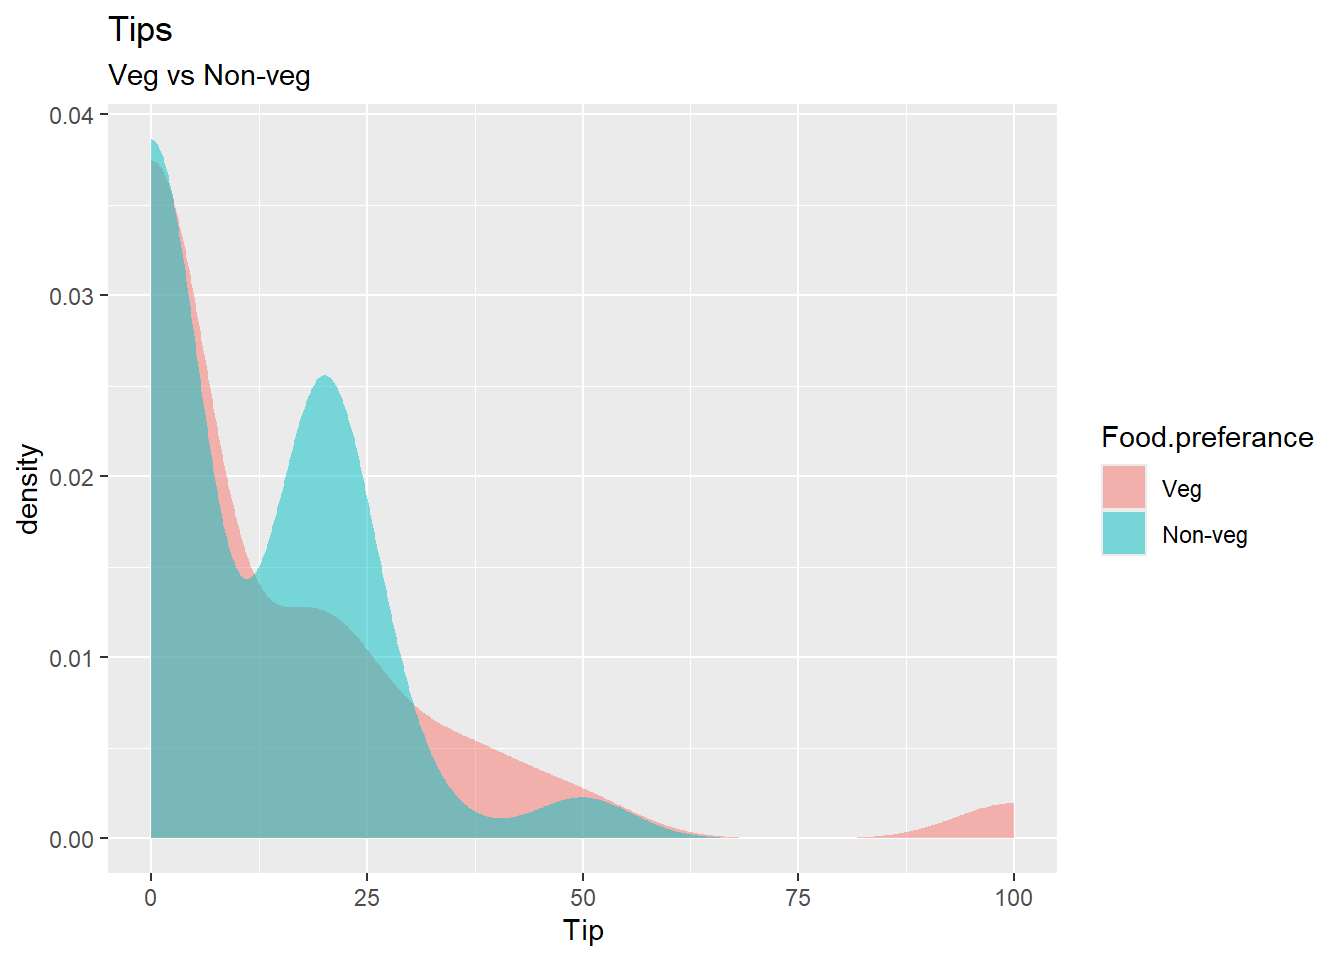 Tips
Veg vs Non-veg
0.04
0.03
0.02
0.01
0.00
density
0 25 50 75 100
Tip
Food.preferance
Veg
Non-veg